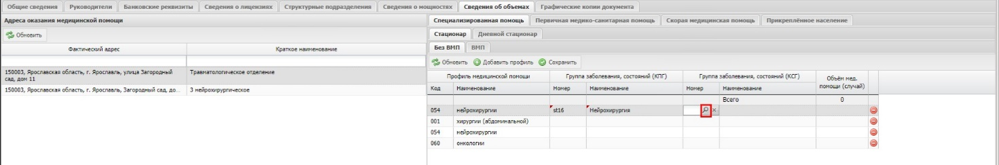 Общие сведения Руководители Банковские реквизиты Сведения о лицензиях Структурные подразделения Сведения о мощностях Сведения об объемах Графические копии документа
Адреса оказания медицинской помощи
Обновить
Фактический адрес Краткое наименование
150003, Ярославская область, г. Ярославль, улица Загородный сад, дом 11 Травматологическое отделение
150003, Ярославская область, г. Ярославль, Загородный сад, до... 3 нейрохирургическое
Специализированная помощь Первичная медико-санитарная помощь Скорая медицинская помощь Прикреплённое население
Стационар Дневной стационар
Без ВМП ВМП
Обновить Добавить профиль Сохранить
Профиль медицинской помощи Группа заболевания, состояний (КПГ) Группа заболевания, состояний (КСГ) Объём мед. помощи (случай)
Код Наименование Номер Наименование Номер Наименование
Всего 0
054 нейрохирургии st16 Нейрохирургия
001 хирургии (абдоминальной)
054 нейрохирургии
060 онкологии